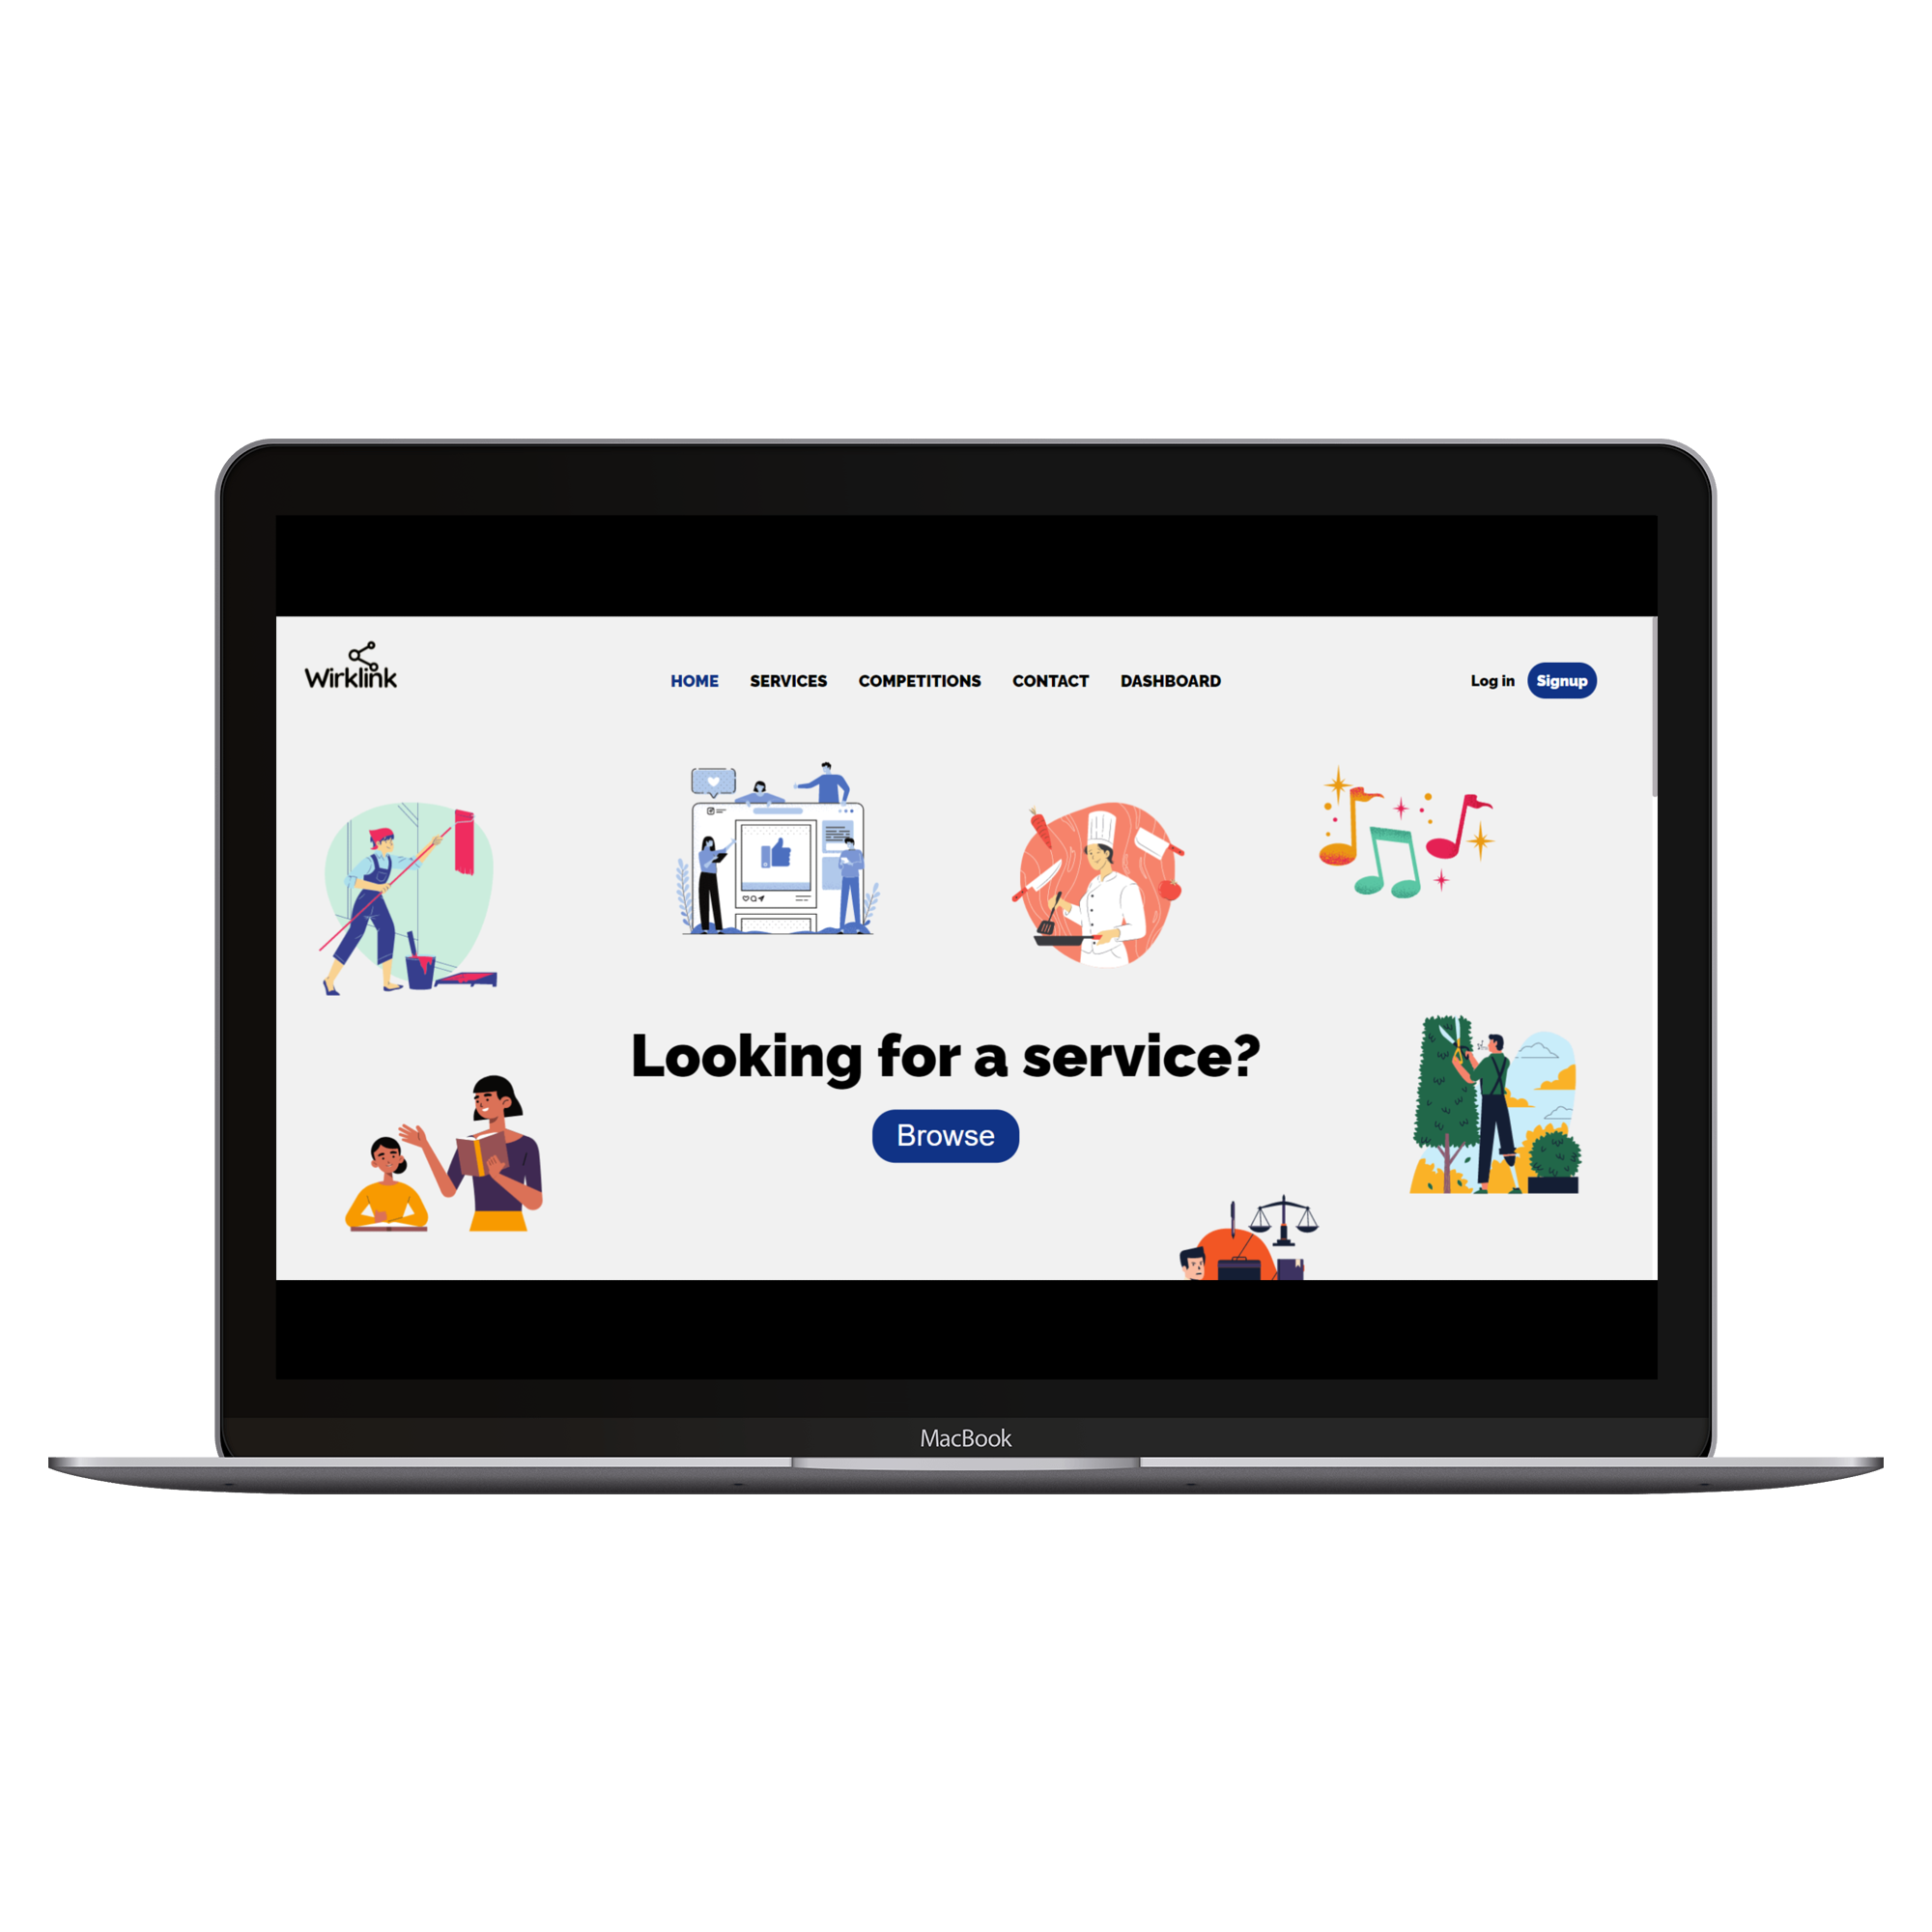 Wirklink
HOME SERVICES COMPETITIONS CONTACT DASHBOARD
Log in Signup
Looking for a service?
Browse
MacBook